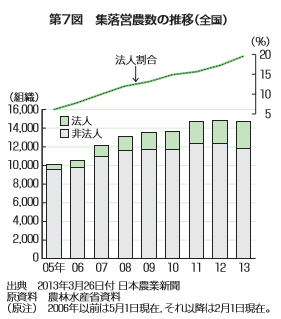 第7図 集落営農数の推移(全国)
(%)
20
15
10
5
法人割合
(組織)
16,000
14,000
12,000
10,000
8,000
6,000
4,000
2,000
0
法人
非法人
05年 06 07 08 09 10 11 12 13
出典 2013年3月26日付 日本農業新聞
原資料 農林水産省資料
(原注) 2006年以前は5月1日現在,それ以降は2月1日現在。